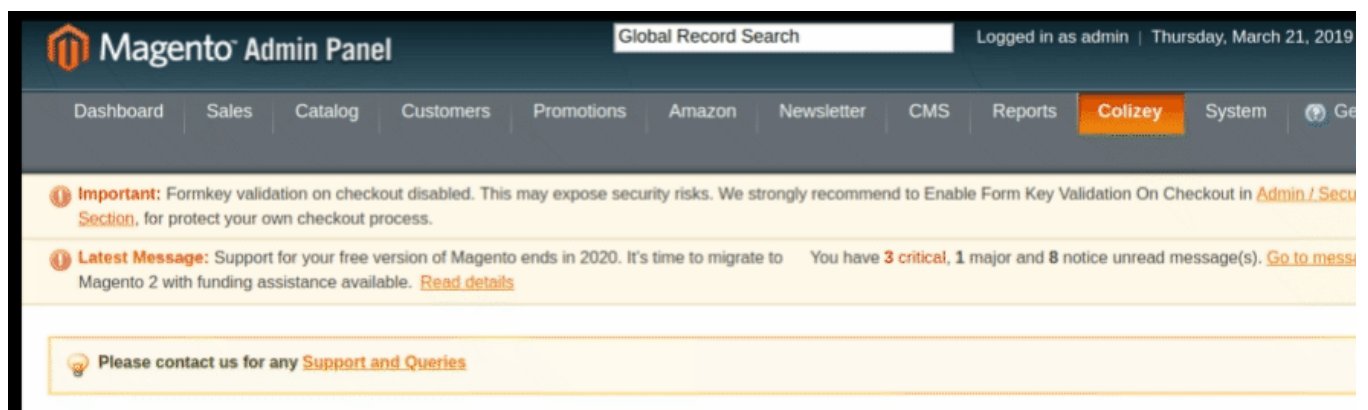 Magento Admin Panel Global Record Search Logged in as admin | Thursday, March 21, 2019
Dashboard Sales Catalog Customers Promotions Amazon Newsletter CMS Reports Colizey System Ge
Important: Formkey validation on checkout disabled. This may expose security risks. We strongly recommend to Enable Form Key Validation On Checkout in Admin / Secu
Section, for protect your own checkout process.
Latest Message: Support for your free version of Magento ends in 2020. It's time to migrate to You have 3 critical, 1 major and 8 notice unread message(s). Go to messa
Magento 2 with funding assistance available. Read details
Please contact us for any Support and Queries